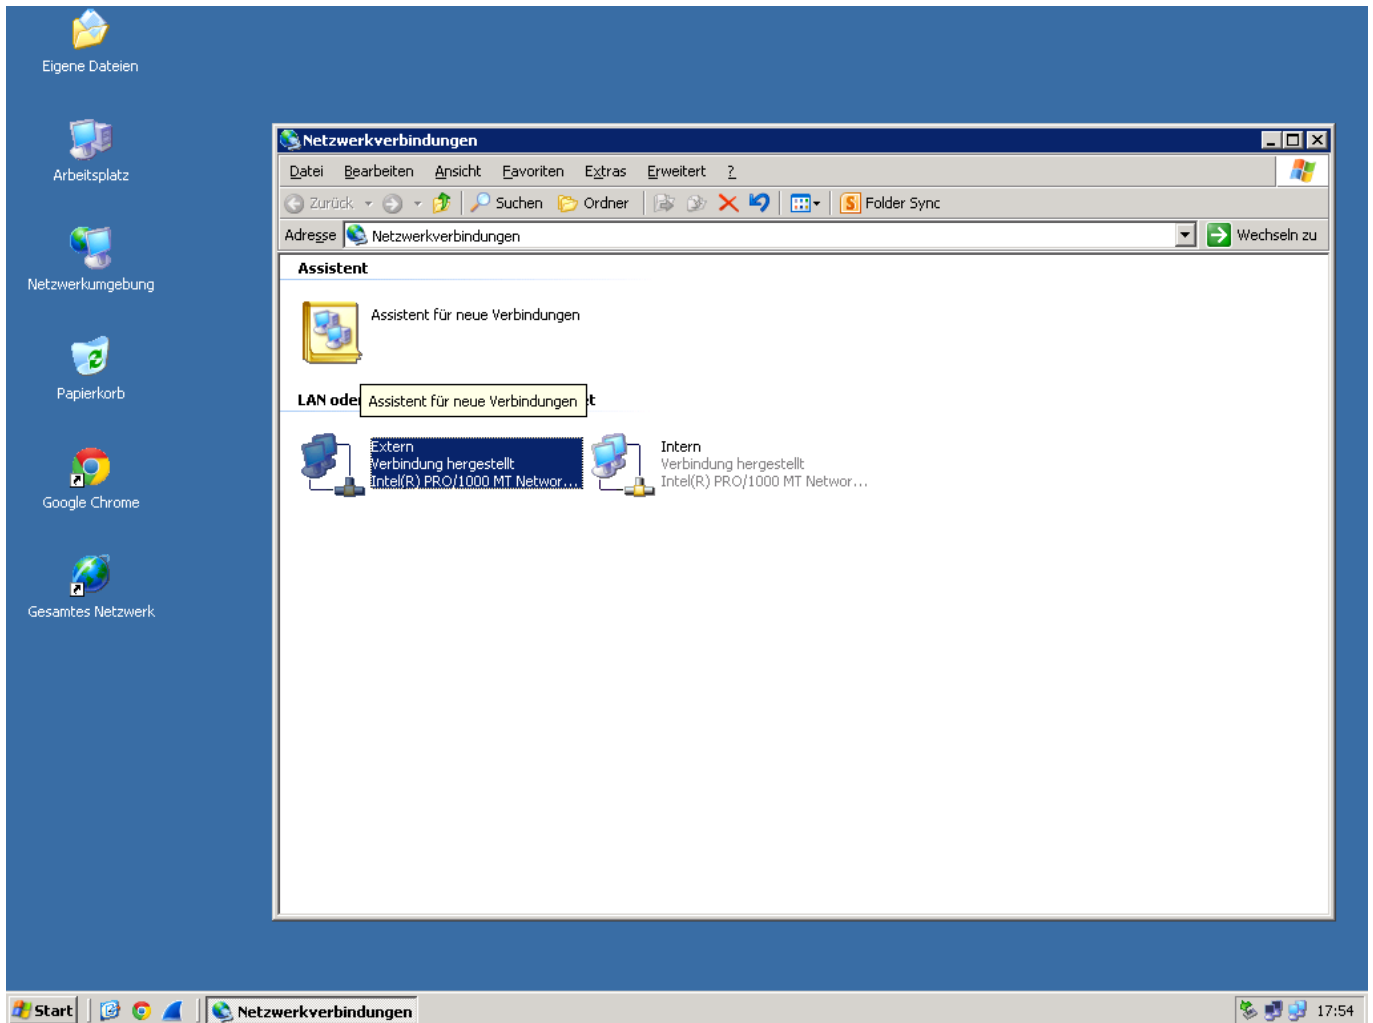 Eigene Dateien
Arbeitsplatz
Netzwerkumgebung
Papierkorb
Google Chrome
Gesamtes Netzwerk
Netzwerkverbindungen
Datei Bearbeiten Ansicht Favoriten Extras Erweitert ?
Zurück Suchen Ordner Folder Sync
Adresse Netzwerkverbindungen Wechseln zu
Assistent
Assistent für neue Verbindungen
LAN oder
Assistent für neue Verbindungen
Extern
Verbindung hergestellt
Intel(R) PRO/1000 MT Networ...
Intern
Verbindung hergestellt
Intel(R) PRO/1000 MT Networ...
Start Netzwerkverbindungen 17:54